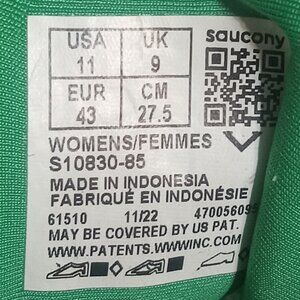 USA UK saucony
11 9
EUR CM
43 27.5
WOMENS/FEMMES
S10830-85
MADE IN INDONESIA
FABRIQUÉ EN INDONÉSIE
61510 11/22
MAY BE COVERED BY US PAT.
WWW.PATENTS.WWWINC.COM